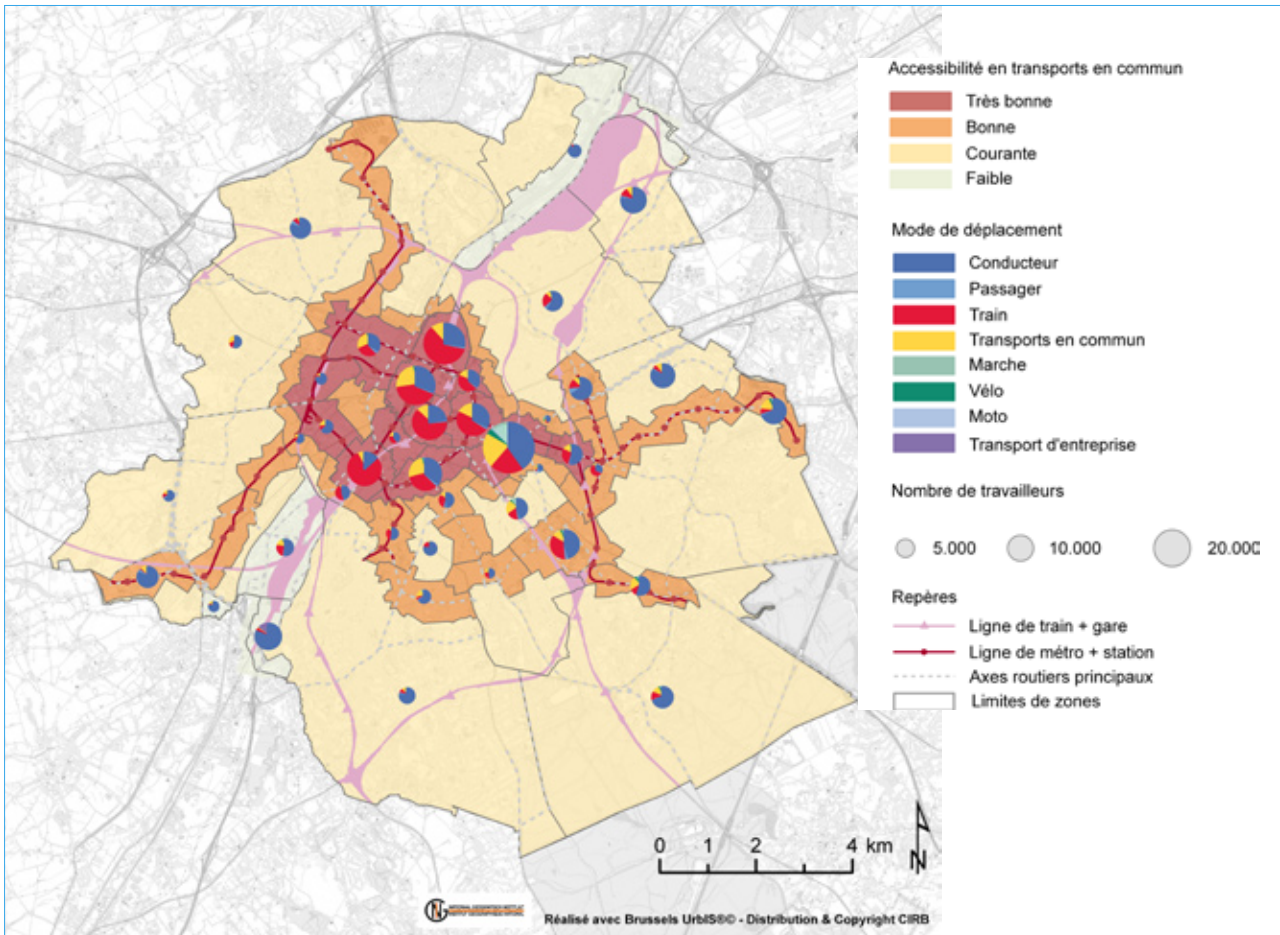 Accessibilité en transports en commun
Très bonne
Bonne
Courante
Faible
Mode de déplacement
Conducteur
Passager
Train
Transports en commun
Marche
Vélo
Moto
Transport d'entreprise
Nombre de travailleurs
5.000
10.000
20.000
Repères
Ligne de train + gare
Ligne de métro + station
Axes routiers principaux
Limites de zones
0 1 2 4 km
N
Réalisé avec Brussels UrbIS®© - Distribution & Copyright CIRB